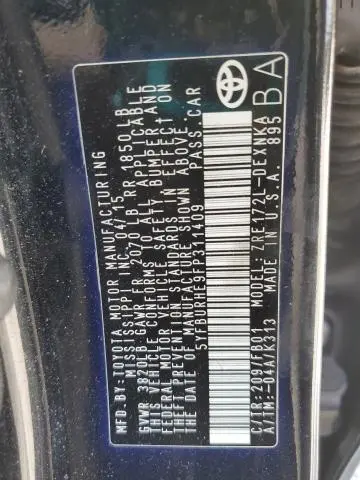 MFD.BY:TOYOTA MOTOR MANUFACTURING
MISSISSIPPI, INC. 04/15
GVWR 3820LB GAWR FR 2070 LB RR 1850 LB
THIS VEHICLE CONFORMS TO ALL APPLICABLE
FEDERAL MOTOR VEHICLE SAFETY, BUMPER, AND
THEFT PREVENTION STANDARDS IN EFFECT ON
THE DATE OF MANUFACTURE SHOWN ABOVE.
5YFBURHE5FP311409 PASS.CAR
C/TR:209/FB01 ZRE172L-DEXNKA
A/TM:-04A/K313 MADE IN U.S.A. 895
BA